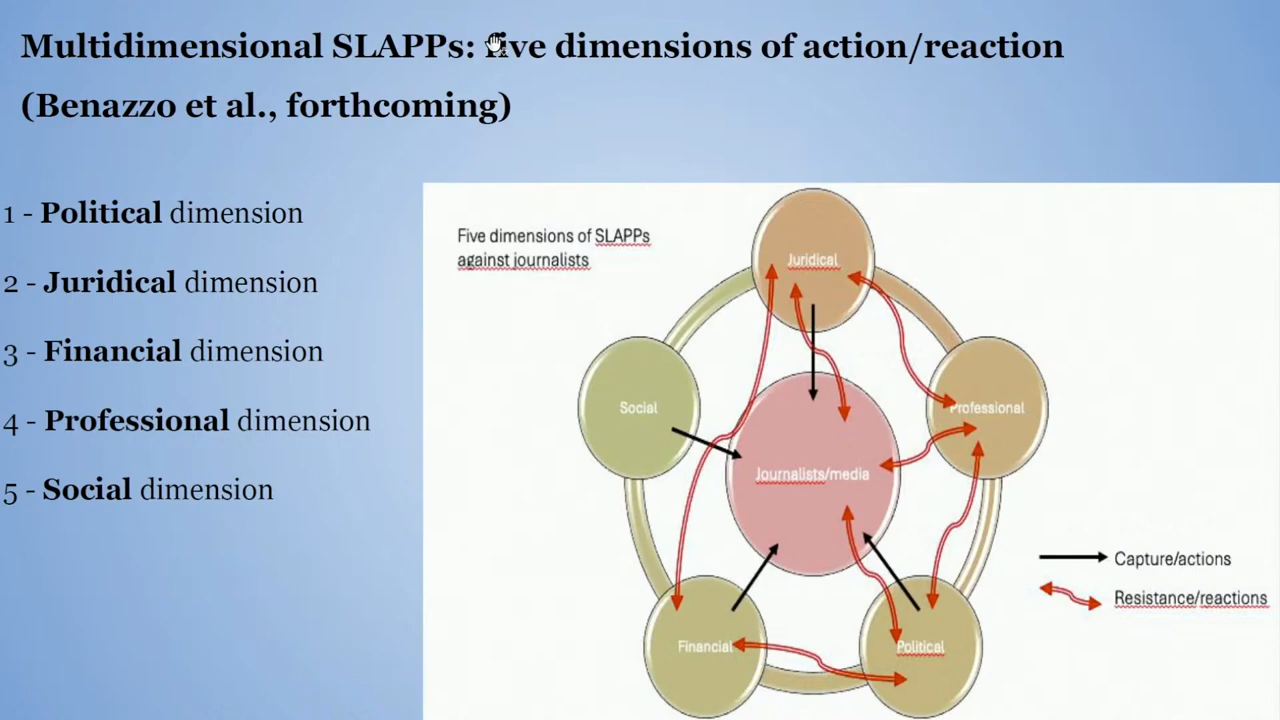 Multidimensional SLAPPs: five dimensions of action/reaction
(Benazzo et al., forthcoming)
1 - Political dimension
2 - Juridical dimension
3 - Financial dimension
4 - Professional dimension
5 - Social dimension
Five dimensions of SLAPPs
against journalists
Juridical
Social
Professional
Journalists/media
Financial
Political
Capture/actions
Resistance/reactions